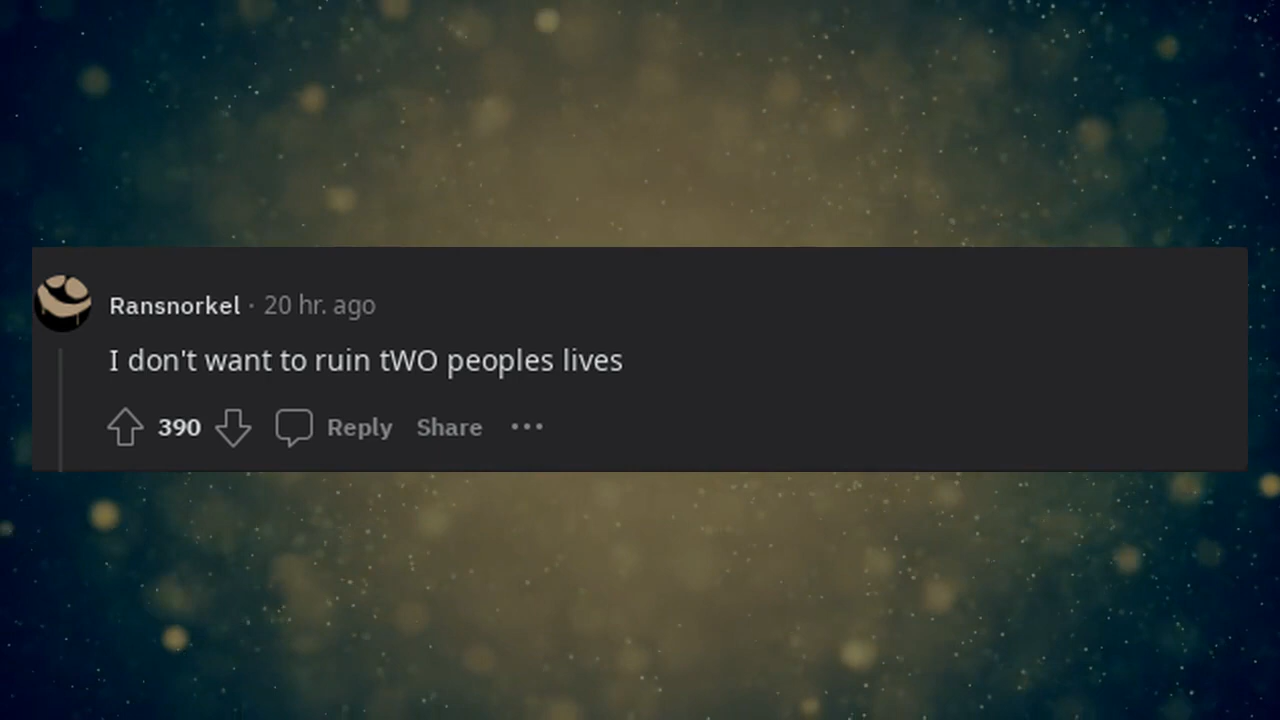 Ransnorkel · 20 hr. ago
I don't want to ruin tWO peoples lives
390 Reply Share •••